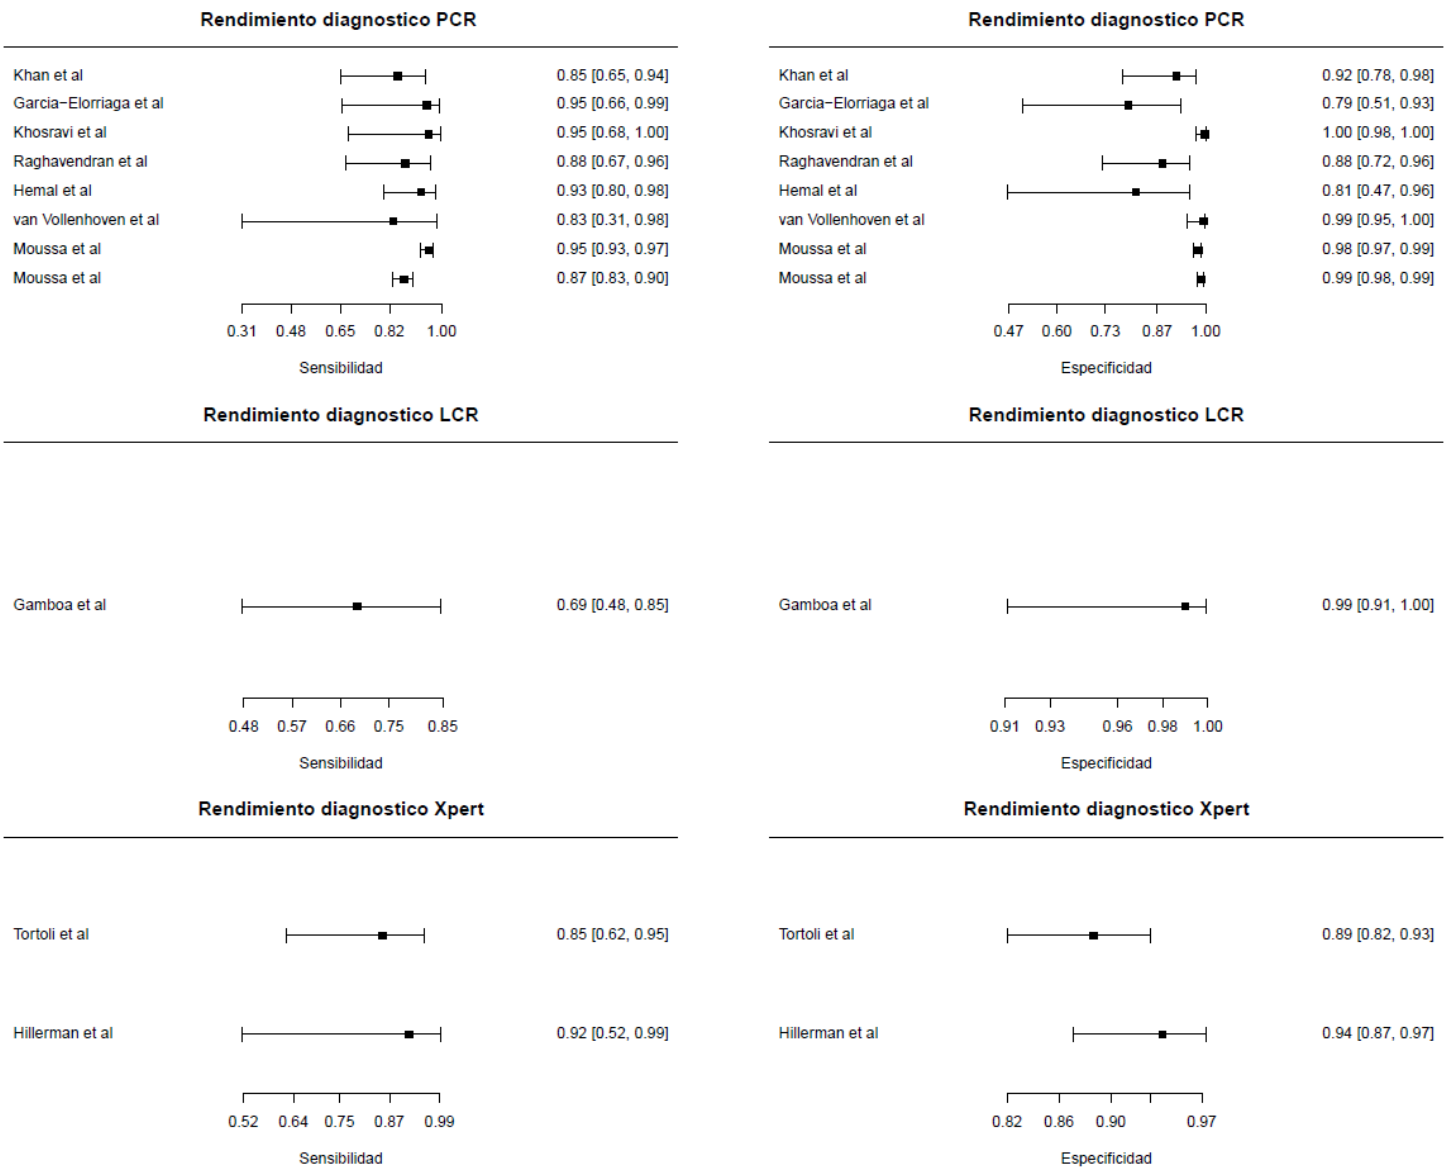 Rendimiento diagnostico PCR
Khan et al 0.85 [0.65, 0.94]
Garcia−Elorriaga et al 0.95 [0.66, 0.99]
Khosravi et al 0.95 [0.68, 1.00]
Raghavendran et al 0.88 [0.67, 0.96]
Hemal et al 0.93 [0.80, 0.98]
van Vollenhoven et al 0.83 [0.31, 0.98]
Moussa et al 0.95 [0.93, 0.97]
Moussa et al 0.87 [0.83, 0.90]
0.31 0.48 0.65 0.82 1.00
Sensibilidad
Rendimiento diagnostico PCR
Khan et al 0.92 [0.78, 0.98]
Garcia−Elorriaga et al 0.79 [0.51, 0.93]
Khosravi et al 1.00 [0.98, 1.00]
Raghavendran et al 0.88 [0.72, 0.96]
Hemal et al 0.81 [0.47, 0.96]
van Vollenhoven et al 0.99 [0.95, 1.00]
Moussa et al 0.98 [0.97, 0.99]
Moussa et al 0.99 [0.98, 0.99]
0.47 0.60 0.73 0.87 1.00
Especificidad
Rendimiento diagnostico LCR
Gamboa et al 0.69 [0.48, 0.85]
0.48 0.57 0.66 0.75 0.85
Sensibilidad
Rendimiento diagnostico LCR
Gamboa et al 0.99 [0.91, 1.00]
0.91 0.93 0.96 0.98 1.00
Especificidad
Rendimiento diagnostico Xpert
Tortoli et al 0.85 [0.62, 0.95]
Hillerman et al 0.92 [0.52, 0.99]
0.52 0.64 0.75 0.87 0.99
Sensibilidad
Rendimiento diagnostico Xpert
Tortoli et al 0.89 [0.82, 0.93]
Hillerman et al 0.94 [0.87, 0.97]
0.82 0.86 0.90 0.97
Especificidad